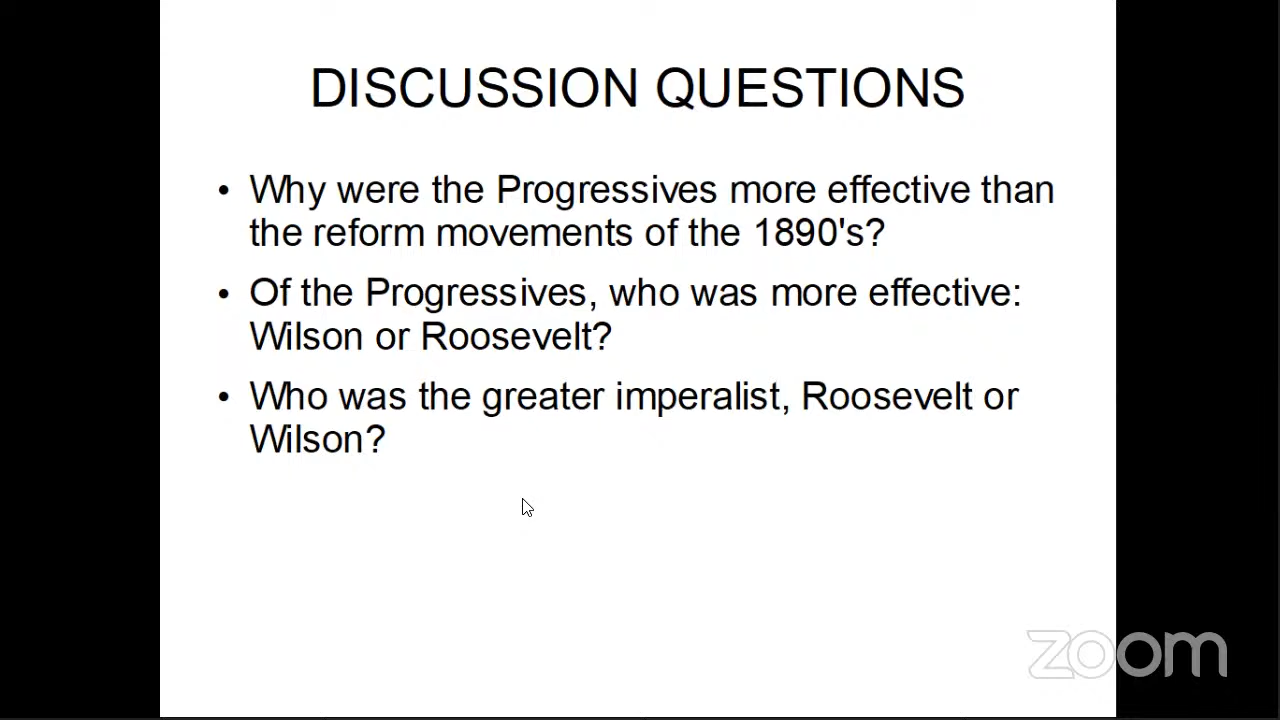 DISCUSSION QUESTIONS
• Why were the Progressives more effective than
the reform movements of the 1890's?
• Of the Progressives, who was more effective:
Wilson or Roosevelt?
• Who was the greater imperalist, Roosevelt or
Wilson?
zoom